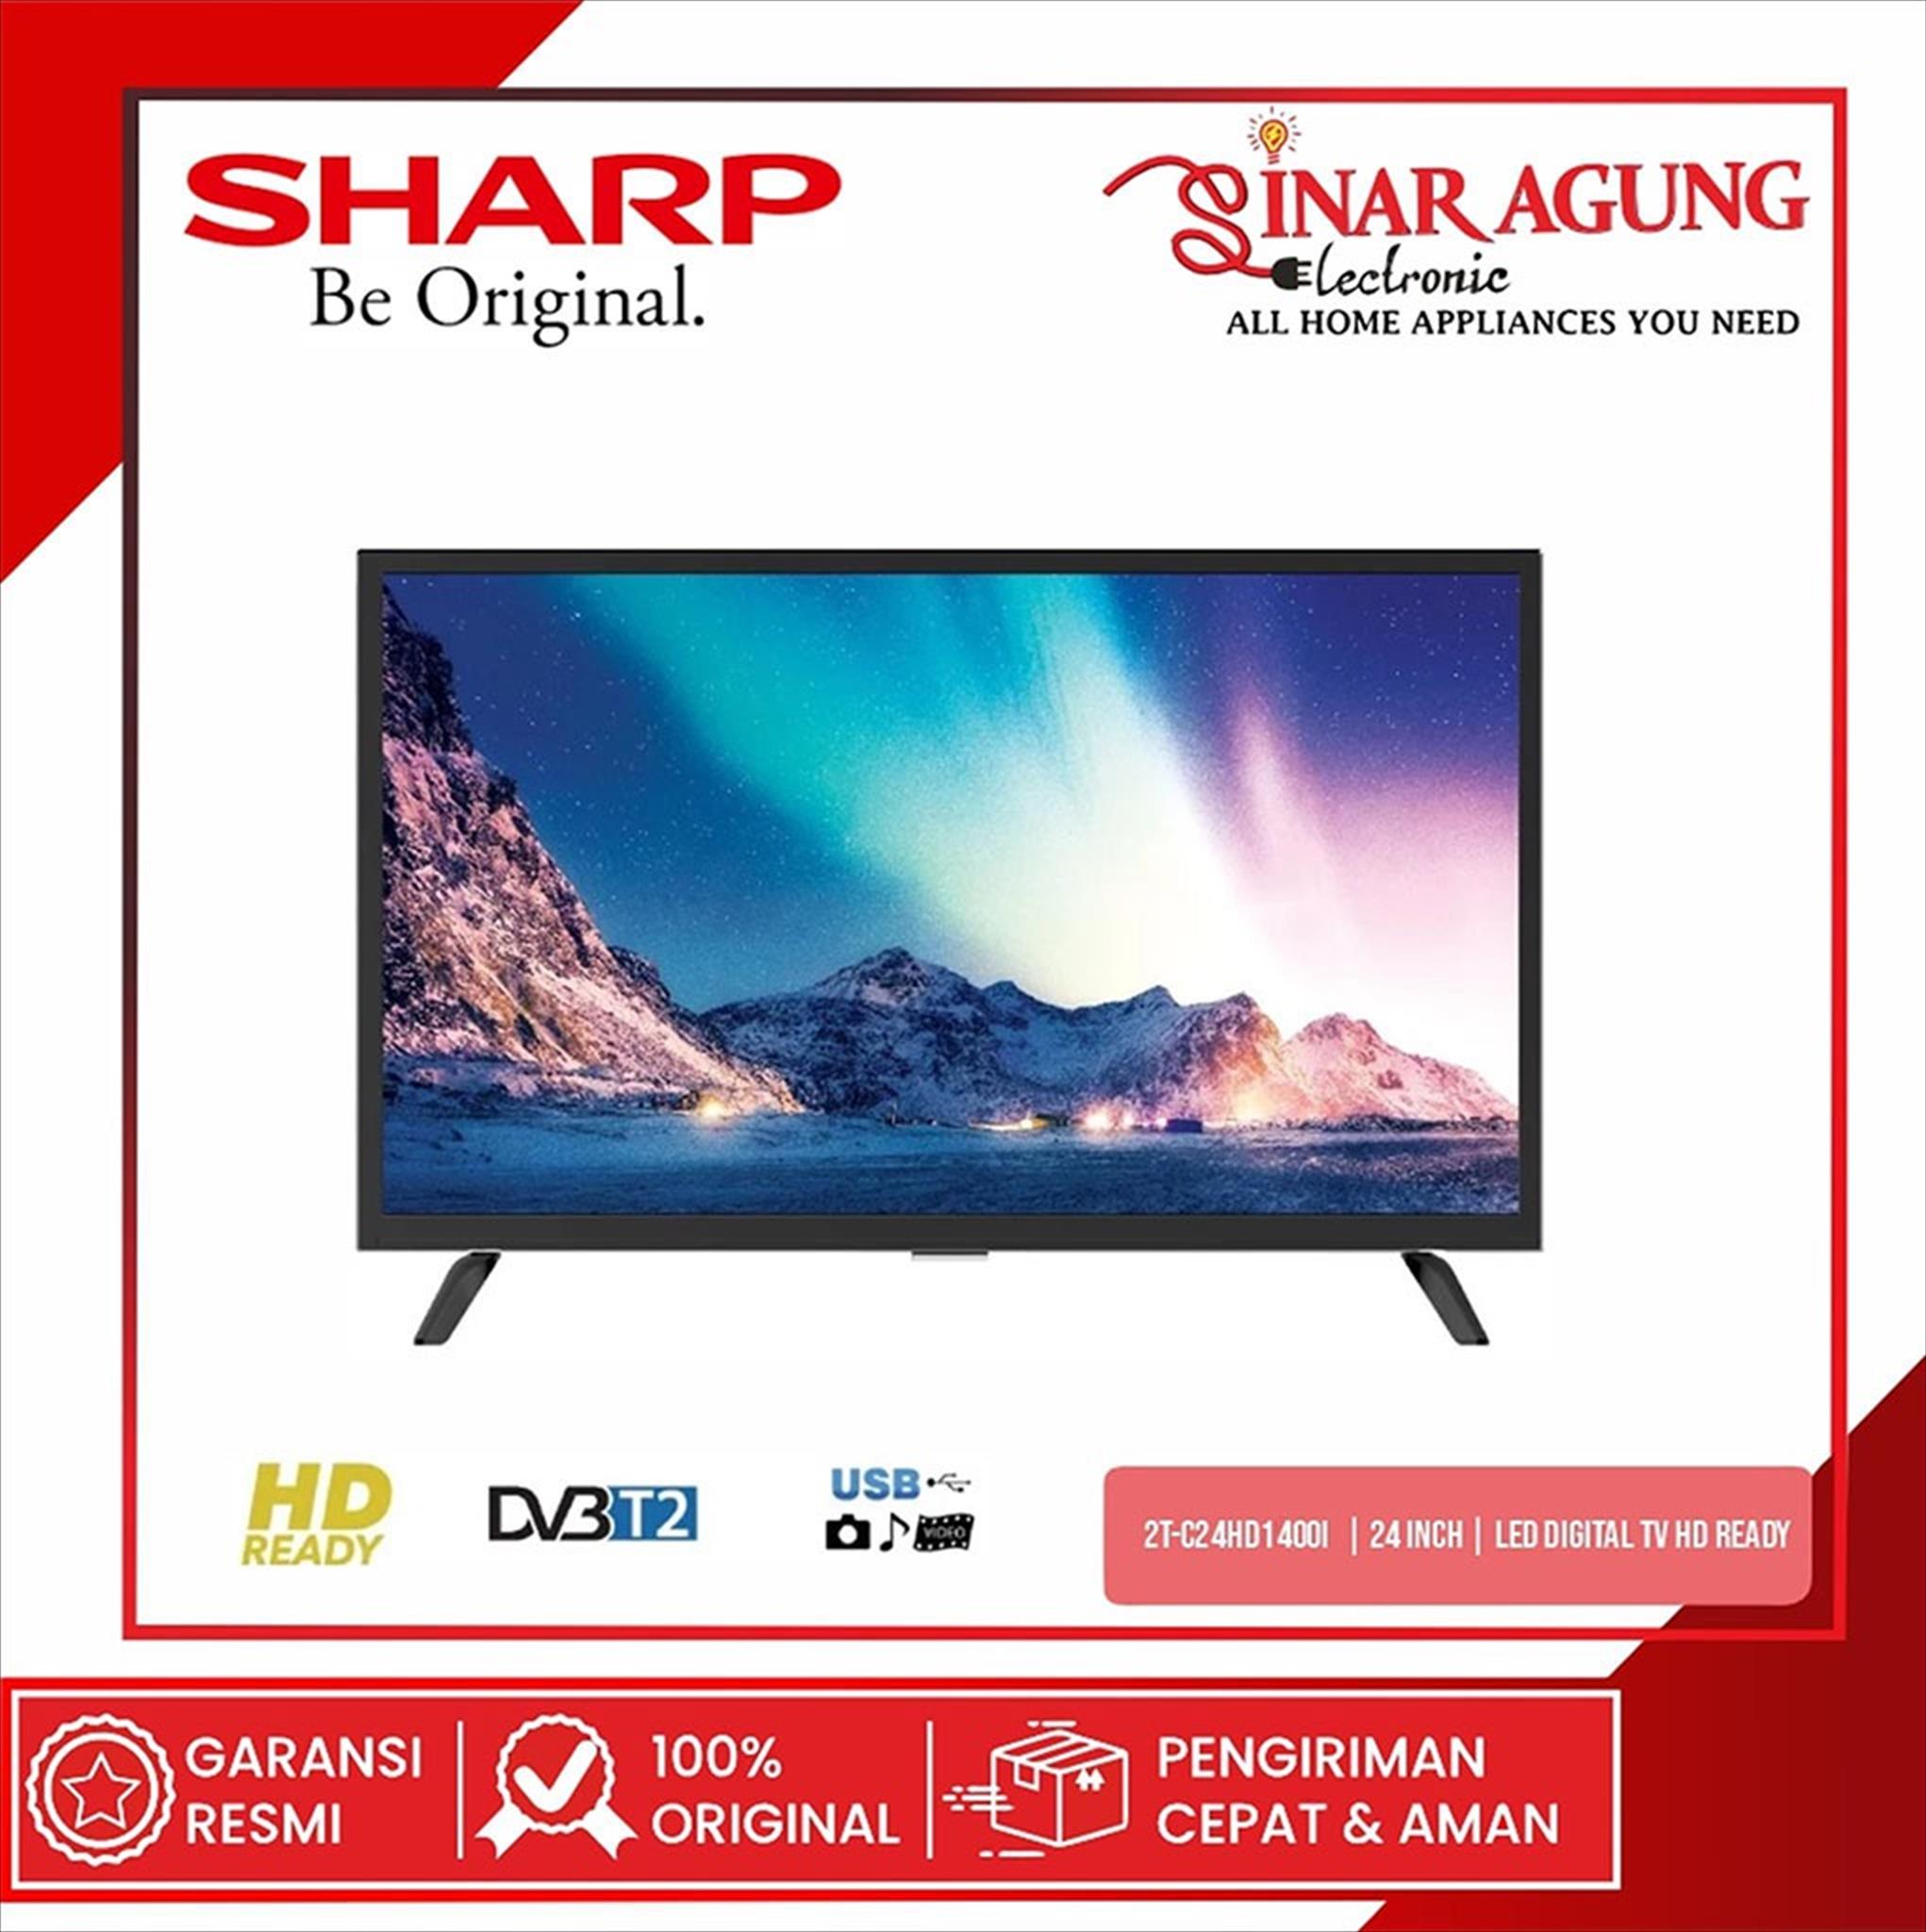 SHARP
Be Original.
SINAR AGUNG
Electronic
ALL HOME APPLIANCES YOU NEED
HD
READY
DVB T2
USB
VIDEO
2T-C24HD1400I | 24 INCH | LED DIGITAL TV HD READY
GARANSI
RESMI
100%
ORIGINAL
PENGIRIMAN
CEPAT & AMAN